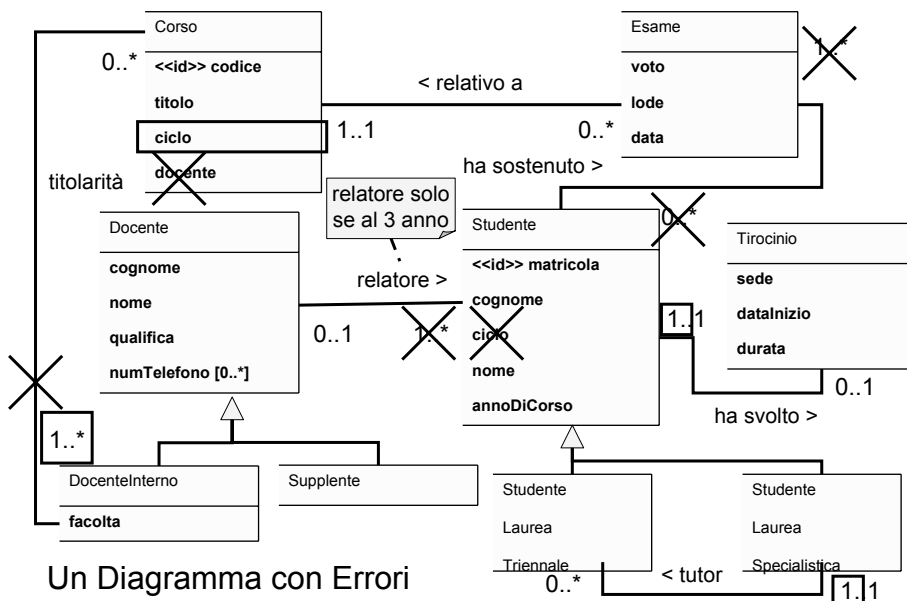 Corso
<<id>> codice
titolo
ciclo
docente
0..*
1..1
< relativo a
0..*
Esame
voto
lode
data
1..*
ha sostenuto >
0..*
titolarità
relatore solo
se al 3 anno
Docente
cognome
nome
qualifica
numTelefono [0..*]
relatore >
0..1
1..*
Studente
<<id>> matricola
cognome
ciclo
nome
annoDiCorso
1..1
Tirocinio
sede
dataInizio
durata
0..1
ha svolto >
1..*
DocenteInterno
facolta
Supplente
Studente
Laurea
Triennale
Studente
Laurea
Specialistica
0..*
< tutor
1..1
Un Diagramma con Errori